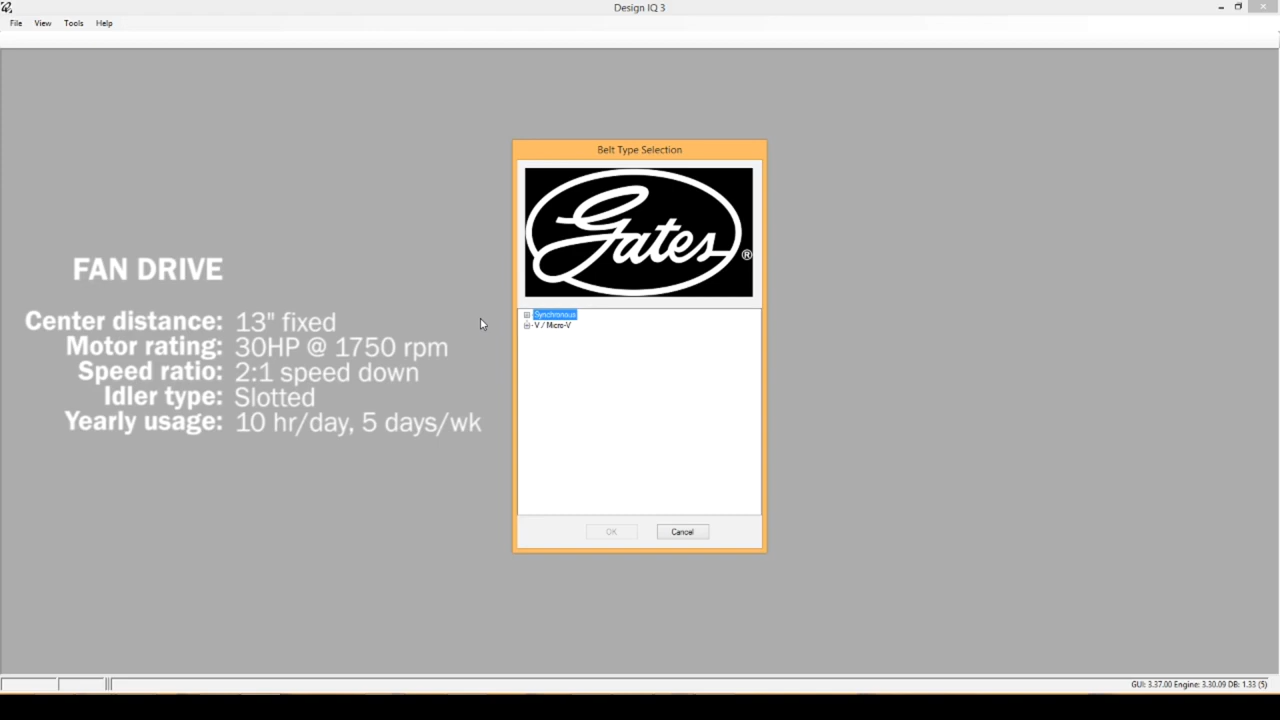 Design IQ 3
File View Tools Help
Belt Type Selection
Gates®
Synchronous
V / Micro-V
FAN DRIVE
Center distance: 13" fixed
Motor rating: 30HP @ 1750 rpm
Speed ratio: 2:1 speed down
Idler type: Slotted
Yearly usage: 10 hr/day, 5 days/wk
OK Cancel
GUI: 3.37.00 Engine: 3.30.09 DB: 1.33 (5)